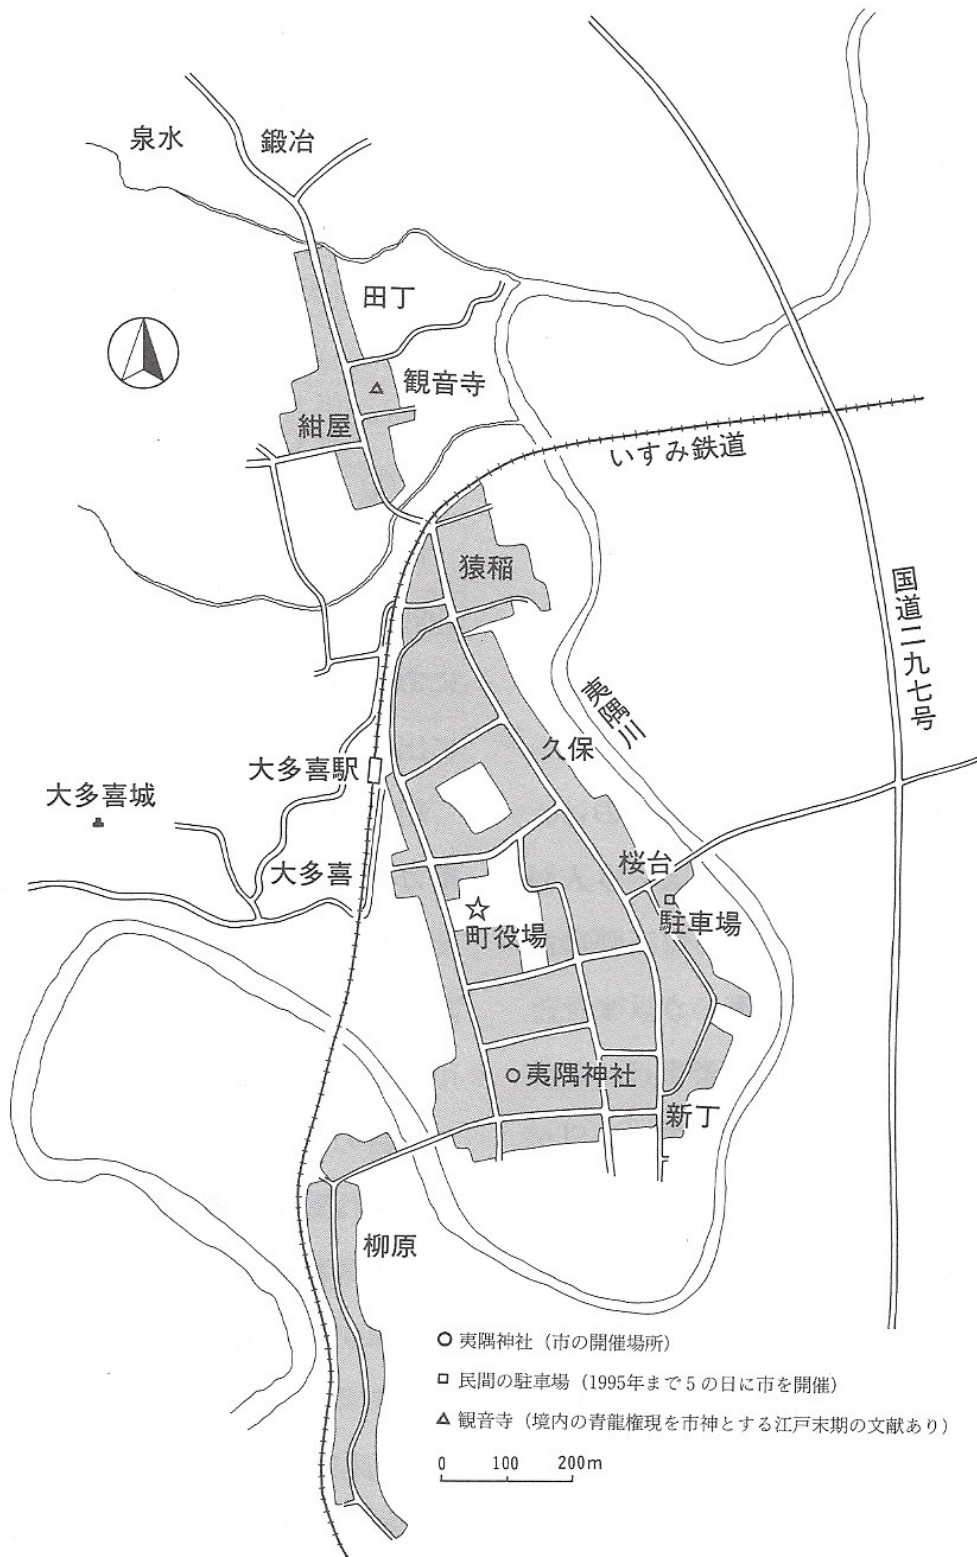 泉水
鍛冶
田丁
観音寺
紺屋
いすみ鉄道
猿稲
国道二九七号
夷隅川
久保
大多喜駅
大多喜城
桜台
大多喜
駐車場
町役場
夷隅神社
新丁
柳原
夷隅神社（市の開催場所）
民間の駐車場（1995年まで5の日に市を開催）
観音寺（境内の青龍権現を市神とする江戸末期の文献あり）
0 100 200m